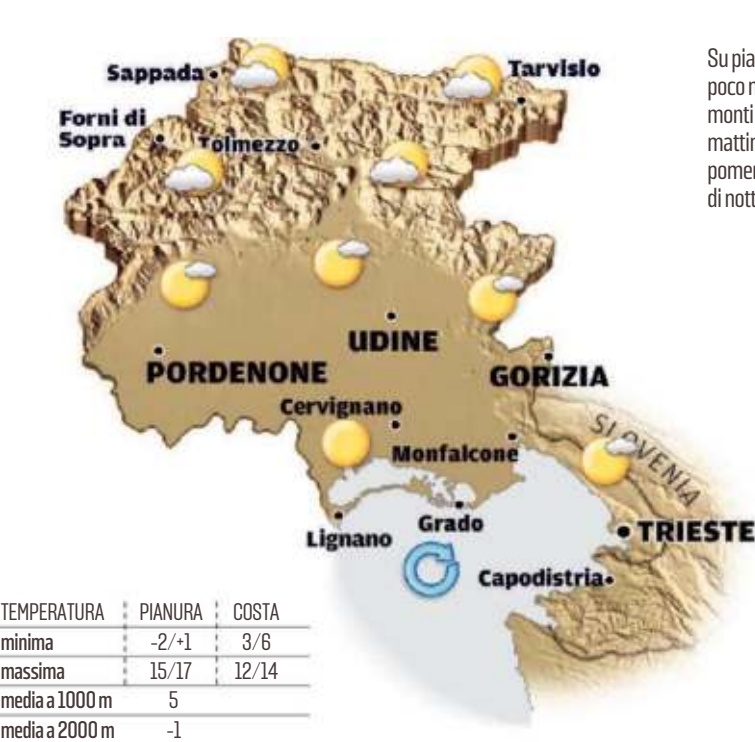 Sappada
Tarvisio
Forni di
Sopra
Tolmezzo
UDINE
PORDENONE
GORIZIA
Cervignano
Monfalcone
SLOVENIA
Lignano
Grado
TRIESTE
Capodistria
Su pia
poco n
monti
mattin
pomer
di nott
TEMPERATURA PIANURA COSTA
minima -2/+1 3/6
massima 15/17 12/14
media a 1000 m 5
media a 2000 m -1